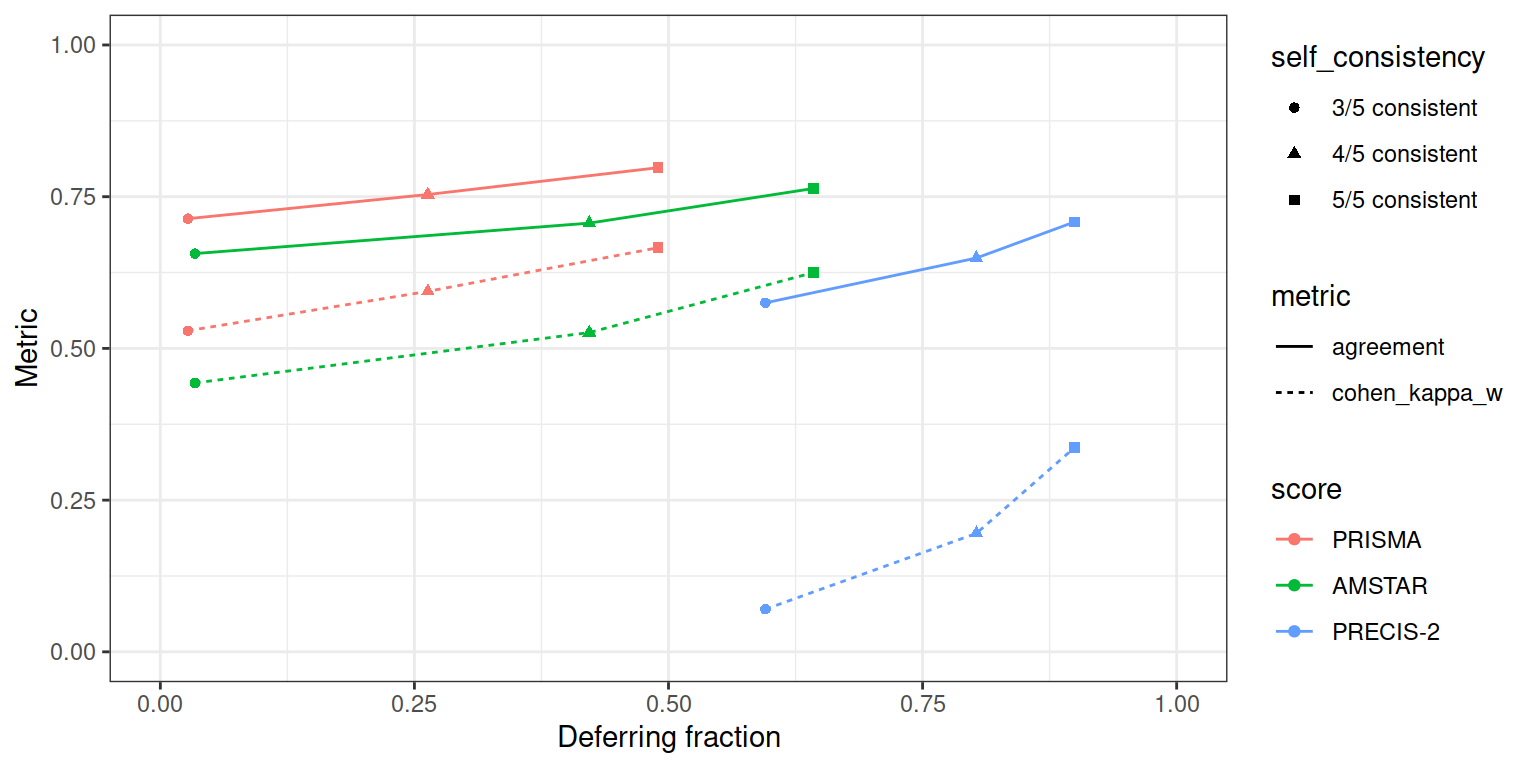 1.00
0.75
0.50
0.25
0.00
Metric
0.00
0.25
0.50
0.75
1.00
Deferring fraction
self_consistency
3/5 consistent
4/5 consistent
5/5 consistent
metric
agreement
cohen_kappa_w
score
PRISMA
AMSTAR
PRECIS-2